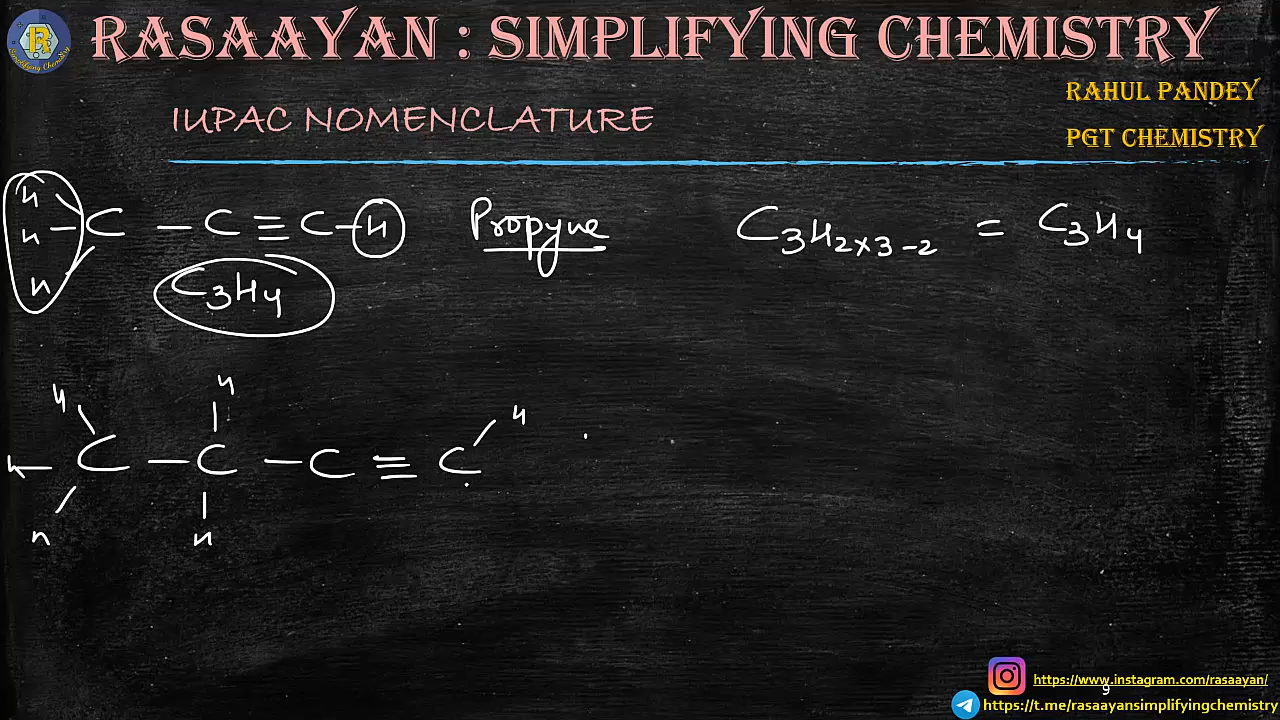 RASAAYAN : SIMPLIFYING CHEMISTRY
RAHUL PANDEY
IUPAC NOMENCLATURE
PGT CHEMISTRY
H
H - C - C ≡ C - H Propyne C3H2x3-2 = C3H4
H
C3H4
H H H
H - C - C - C ≡ C
H H
9
https://www.instagram.com/rasaayan/
https://t.me/rasaayansimplifyingchemistry